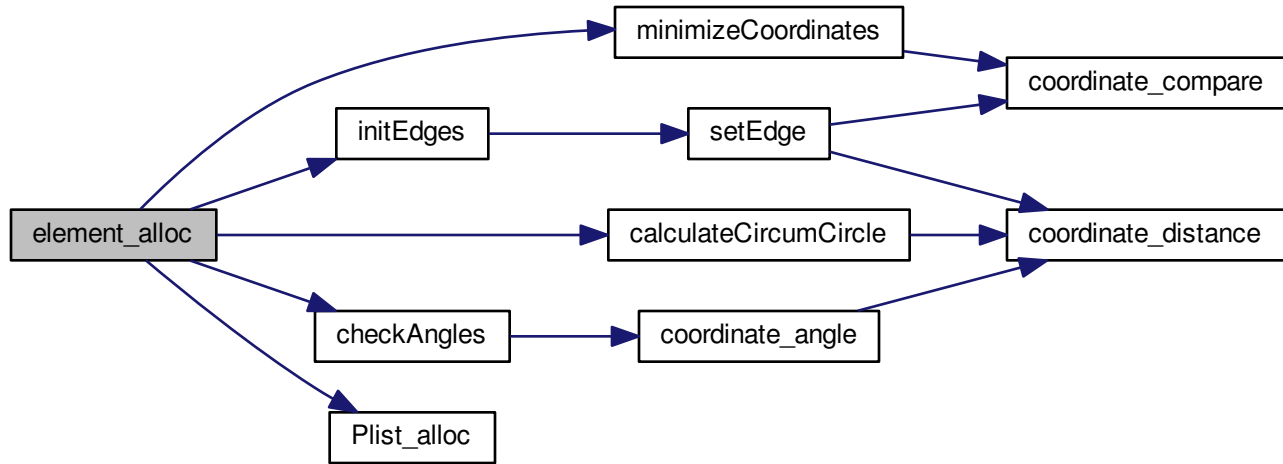 minimizeCoordinates
coordinate_compare
initEdges
setEdge
element_alloc
calculateCircumCircle
coordinate_distance
checkAngles
coordinate_angle
Plist_alloc